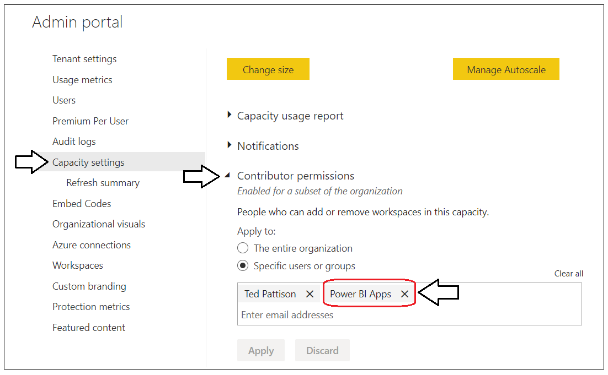 Admin portal
Tenant settings
Usage metrics
Users
Premium Per User
Audit logs
Capacity settings
Refresh summary
Embed Codes
Organizational visuals
Azure connections
Workspaces
Custom branding
Protection metrics
Featured content
Change size
Manage Autoscale
Capacity usage report
Notifications
Contributor permissions
Enabled for a subset of the organization
People who can add or remove workspaces in this capacity.
Apply to:
The entire organization
Specific users or groups
Clear all
Ted Pattison X Power BI Apps X
Enter email addresses
Apply Discard